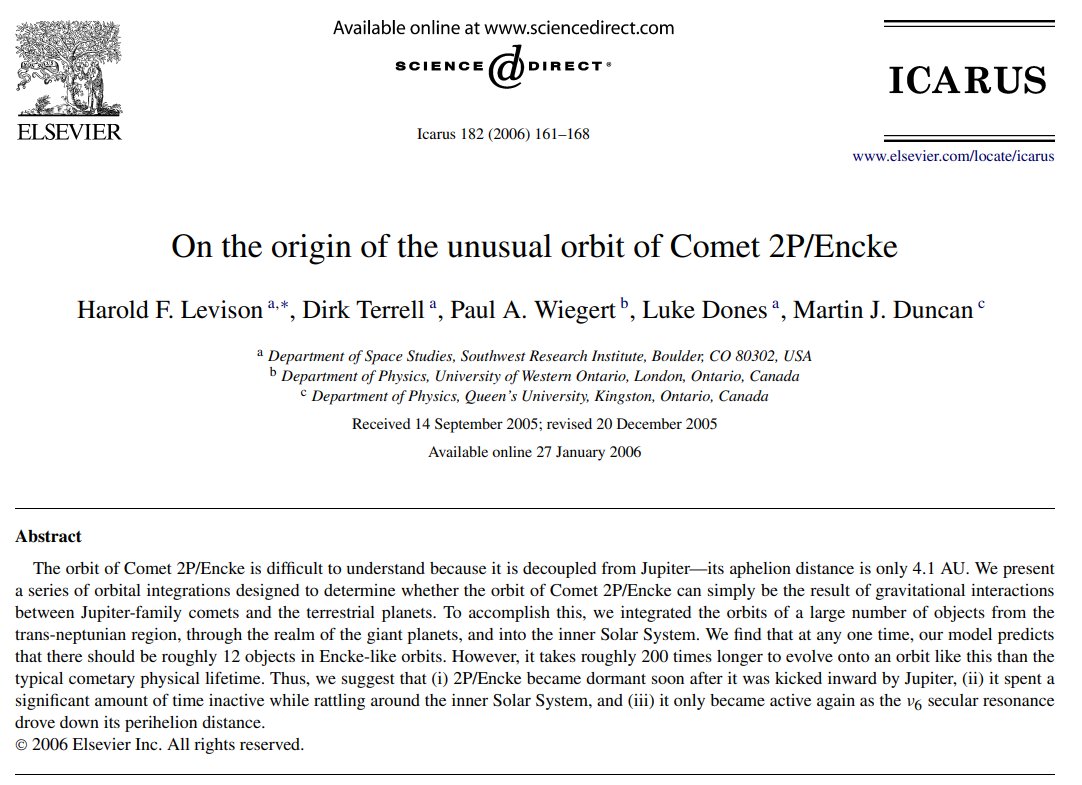 Available online at www.sciencedirect.com
SCIENCE @ DIRECT®
ELSEVIER
ICARUS
Icarus 182 (2006) 161–168
www.elsevier.com/locate/icarus
On the origin of the unusual orbit of Comet 2P/Encke
Harold F. Levison a,*, Dirk Terrell a, Paul A. Wiegert b, Luke Dones a, Martin J. Duncan c
a Department of Space Studies, Southwest Research Institute, Boulder, CO 80302, USA
b Department of Physics, University of Western Ontario, London, Ontario, Canada
c Department of Physics, Queen's University, Kingston, Ontario, Canada
Received 14 September 2005; revised 20 December 2005
Available online 27 January 2006
Abstract
The orbit of Comet 2P/Encke is difficult to understand because it is decoupled from Jupiter—its aphelion distance is only 4.1 AU. We present
a series of orbital integrations designed to determine whether the orbit of Comet 2P/Encke can simply be the result of gravitational interactions
between Jupiter-family comets and the terrestrial planets. To accomplish this, we integrated the orbits of a large number of objects from the
trans-neptunian region, through the realm of the giant planets, and into the inner Solar System. We find that at any one time, our model predicts
that there should be roughly 12 objects in Encke-like orbits. However, it takes roughly 200 times longer to evolve onto an orbit like this than the
typical cometary physical lifetime. Thus, we suggest that (i) 2P/Encke became dormant soon after it was kicked inward by Jupiter, (ii) it spent a
significant amount of time inactive while rattling around the inner Solar System, and (iii) it only became active again as the ν6 secular resonance
drove down its perihelion distance.
© 2006 Elsevier Inc. All rights reserved.